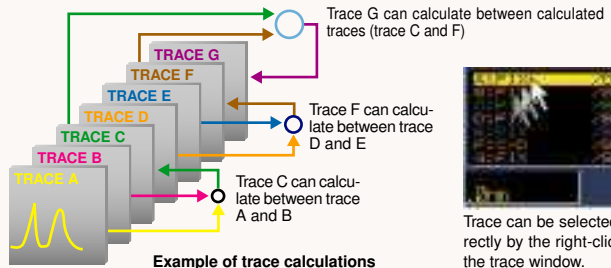 Trace G can calculate between calculated
traces (trace C and F)
TRACE G
TRACE F
TRACE E
TRACE D
TRACE C
TRACE B
TRACE A
Trace F can calcu-
late between trace
D and E
Trace C can calcu-
late between trace
A and B
Example of trace calculations
Trace can be selected
rectly by the right-clic
the trace window.